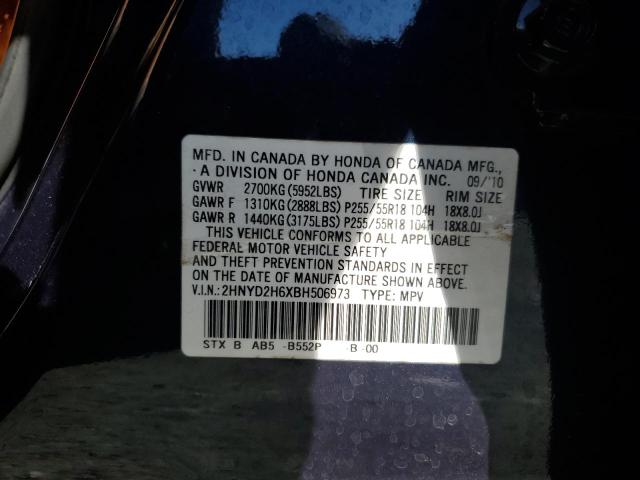 MFD. IN CANADA BY HONDA OF CANADA MFG.,
A DIVISION OF HONDA CANADA INC. 09/'10
GVWR 2700KG (5952LBS) TIRE SIZE RIM SIZE
GAWR F 1310KG (2888LBS) P255/55R18 104H 18X8.0J
GAWR R 1440KG (3175LBS) P255/55R18 104H 18X8.0J
THIS VEHICLE CONFORMS TO ALL APPLICABLE
FEDERAL MOTOR VEHICLE SAFETY
AND THEFT PREVENTION STANDARDS IN EFFECT
ON THE DATE OF MANUFACTURE SHOWN ABOVE.
V.I.N.: 2HNYD2H6XBH506973 TYPE: MPV
STX B AB5 -B552P -B -00